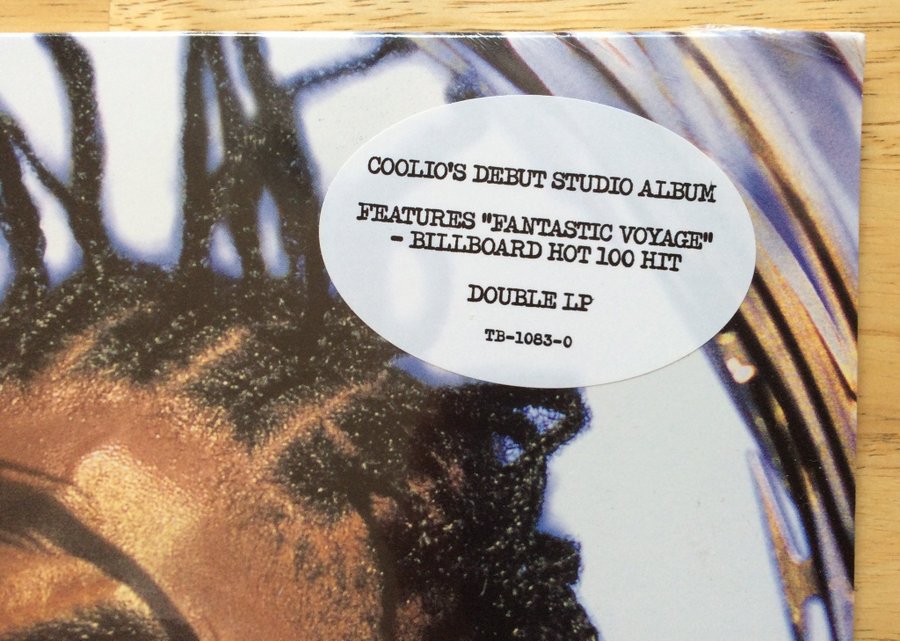 COOLIO'S DEBUT STUDIO ALBUM
FEATURES "FANTASTIC VOYAGE"
- BILLBOARD HOT 100 HIT
DOUBLE LP
TB-1083-0